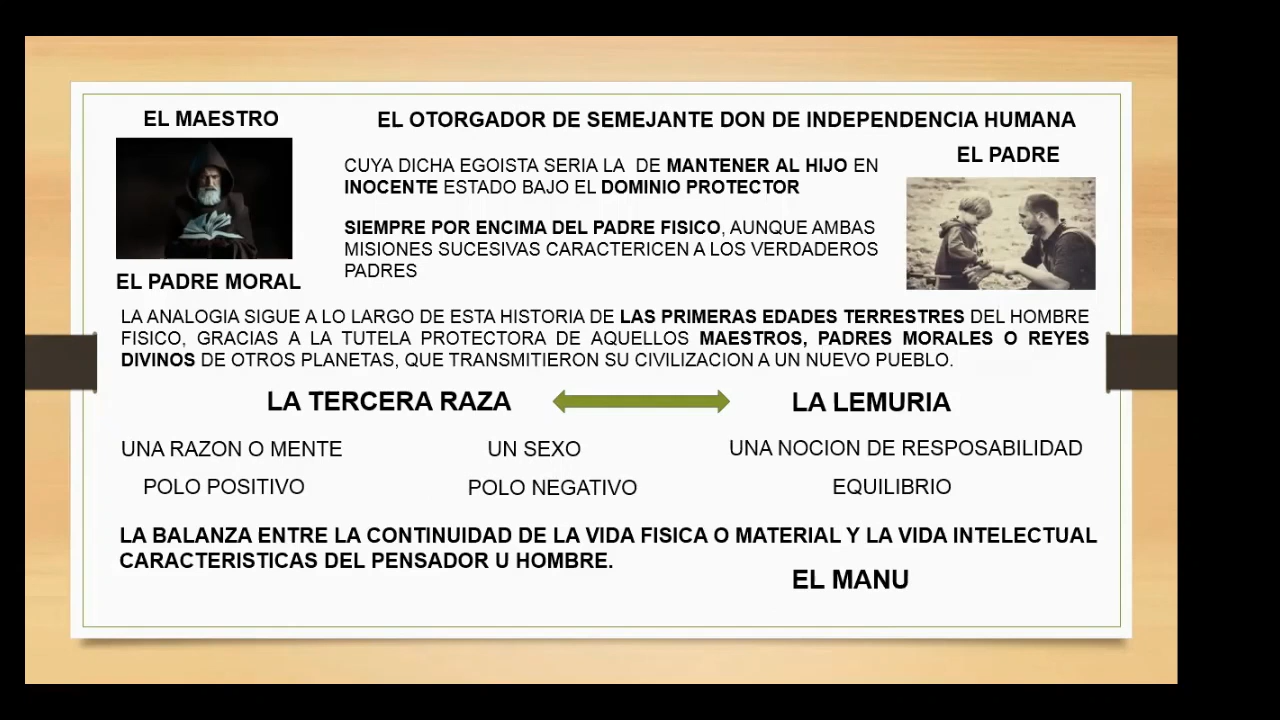 EL MAESTRO
EL OTORGADOR DE SEMEJANTE DON DE INDEPENDENCIA HUMANA
EL PADRE
CUYA DICHA EGOISTA SERIA LA DE MANTENER AL HIJO EN
INOCENTE ESTADO BAJO EL DOMINIO PROTECTOR
SIEMPRE POR ENCIMA DEL PADRE FISICO, AUNQUE AMBAS
MISIONES SUCESIVAS CARACTERICEN A LOS VERDADEROS
PADRES
EL PADRE MORAL
LA ANALOGIA SIGUE A LO LARGO DE ESTA HISTORIA DE LAS PRIMERAS EDADES TERRESTRES DEL HOMBRE
FISICO, GRACIAS A LA TUTELA PROTECTORA DE AQUELLOS MAESTROS, PADRES MORALES O REYES
DIVINOS DE OTROS PLANETAS, QUE TRANSMITIERON SU CIVILIZACION A UN NUEVO PUEBLO.
LA TERCERA RAZA
LA LEMURIA
UNA RAZON O MENTE
UN SEXO
UNA NOCION DE RESPOSABILIDAD
POLO POSITIVO
POLO NEGATIVO
EQUILIBRIO
LA BALANZA ENTRE LA CONTINUIDAD DE LA VIDA FISICA O MATERIAL Y LA VIDA INTELECTUAL
CARACTERISTICAS DEL PENSADOR U HOMBRE.
EL MANU